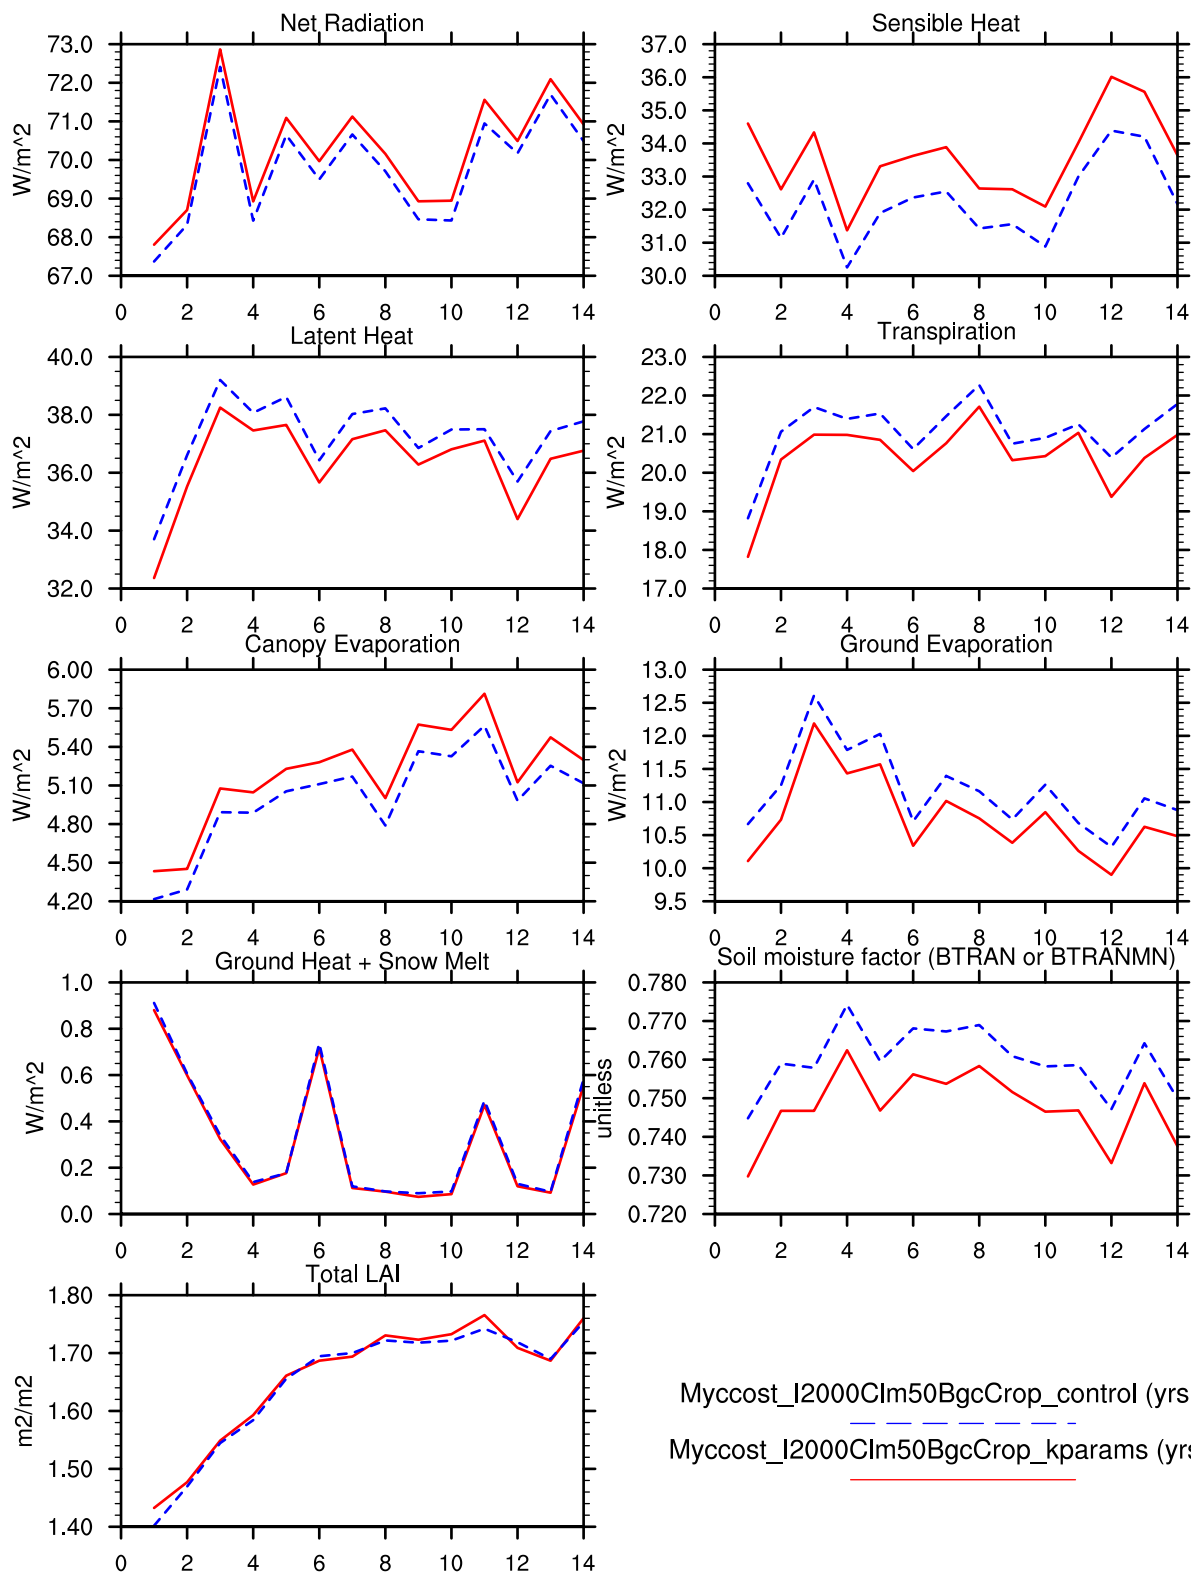 Net Radiation
W/m^2
73.0
72.0
71.0
70.0
69.0
68.0
67.0
0 2 4 6 8 10 12 14
Sensible Heat
W/m^2
37.0
36.0
35.0
34.0
33.0
32.0
31.0
30.0
0 2 4 6 8 10 12 14
Latent Heat
W/m^2
40.0
38.0
36.0
34.0
32.0
0 2 4 6 8 10 12 14
Transpiration
W/m^2
23.0
22.0
21.0
20.0
19.0
18.0
17.0
0 2 4 6 8 10 12 14
Canopy Evaporation
W/m^2
6.00
5.70
5.40
5.10
4.80
4.50
4.20
0 2 4 6 8 10 12 14
Ground Evaporation
W/m^2
13.0
12.5
12.0
11.5
11.0
10.5
10.0
9.5
0 2 4 6 8 10 12 14
Ground Heat + Snow Melt
W/m^2
1.0
0.8
0.6
0.4
0.2
0.0
0 2 4 6 8 10 12 14
Soil moisture factor (BTRAN or BTRANMN)
unitless
0.780
0.770
0.760
0.750
0.740
0.730
0.720
0 2 4 6 8 10 12 14
Total LAI
m2/m2
1.80
1.70
1.60
1.50
1.40
0 2 4 6 8 10 12 14
Myccost_I2000Clm50BgcCrop_control (yrs
Myccost_I2000Clm50BgcCrop_kparams (yrs